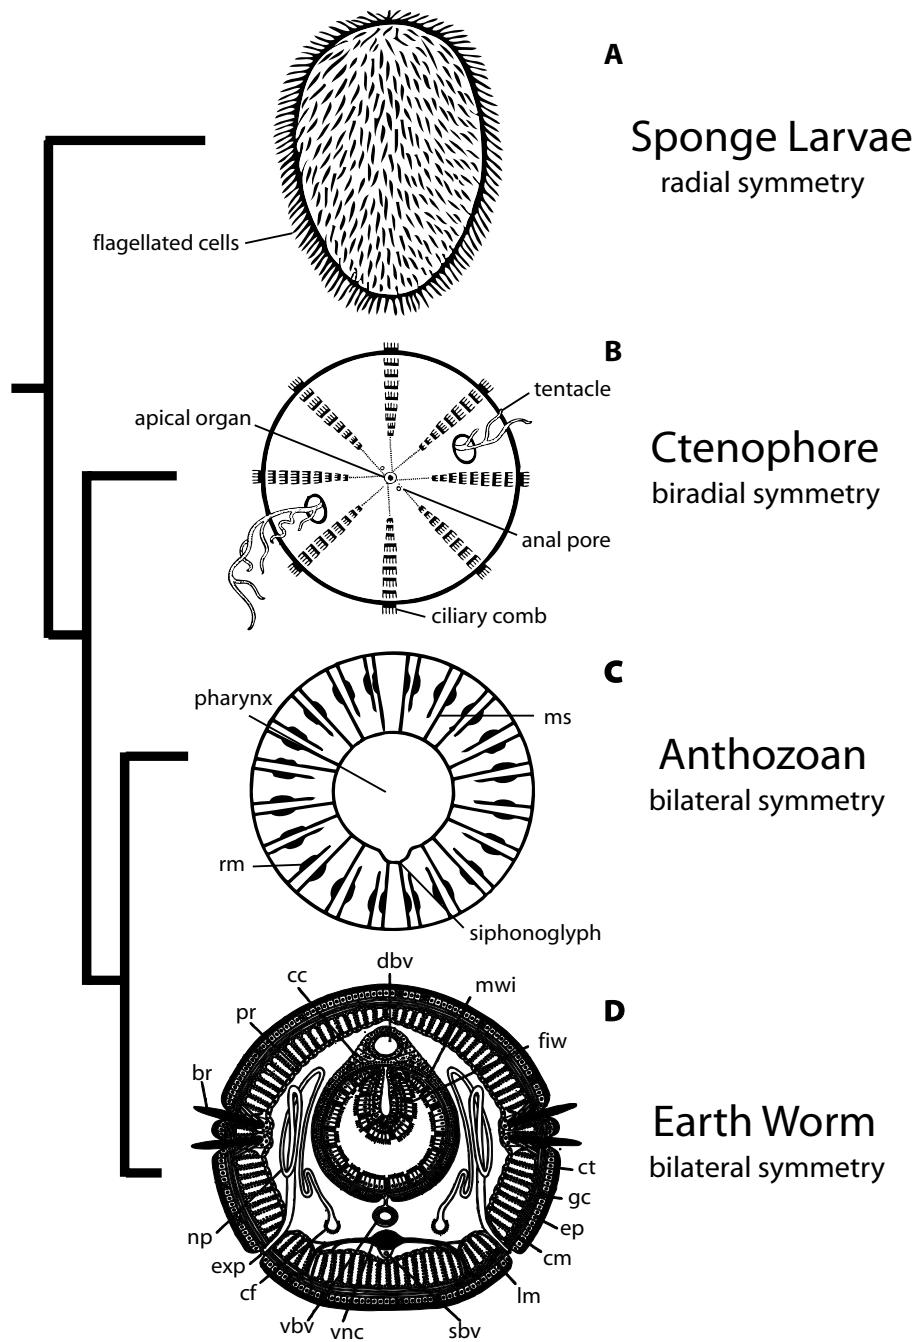 A
Sponge Larvae
radial symmetry
flagellated cells
B
tentacle
apical organ
Ctenophore
biradial symmetry
anal pore
ciliary comb
C
pharynx
ms
Anthozoan
bilateral symmetry
rm
siphonoglyph
dbv
cc
mwi
pr
D
fiw
br
Earth Worm
bilateral symmetry
ct
gc
ep
np
cm
exp
cf
lm
vbv
vnc
sbv